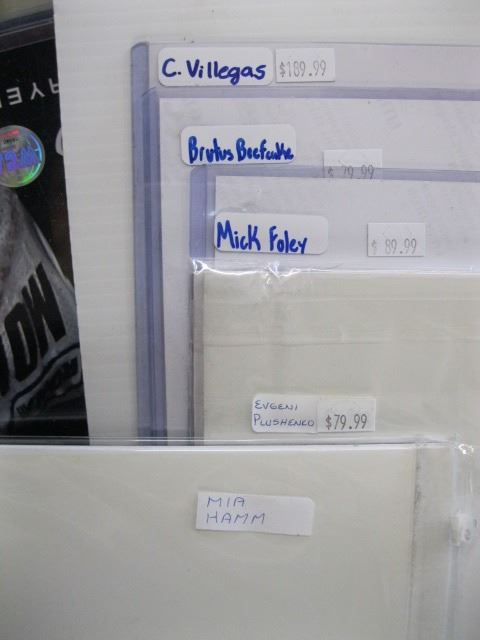 C. Villegas $189.99
Brutus Beefcake
$ 79.99
Mick Foley
$ 89.99
EVGENI
PLUSHENKO $79.99
MIA
HAMM